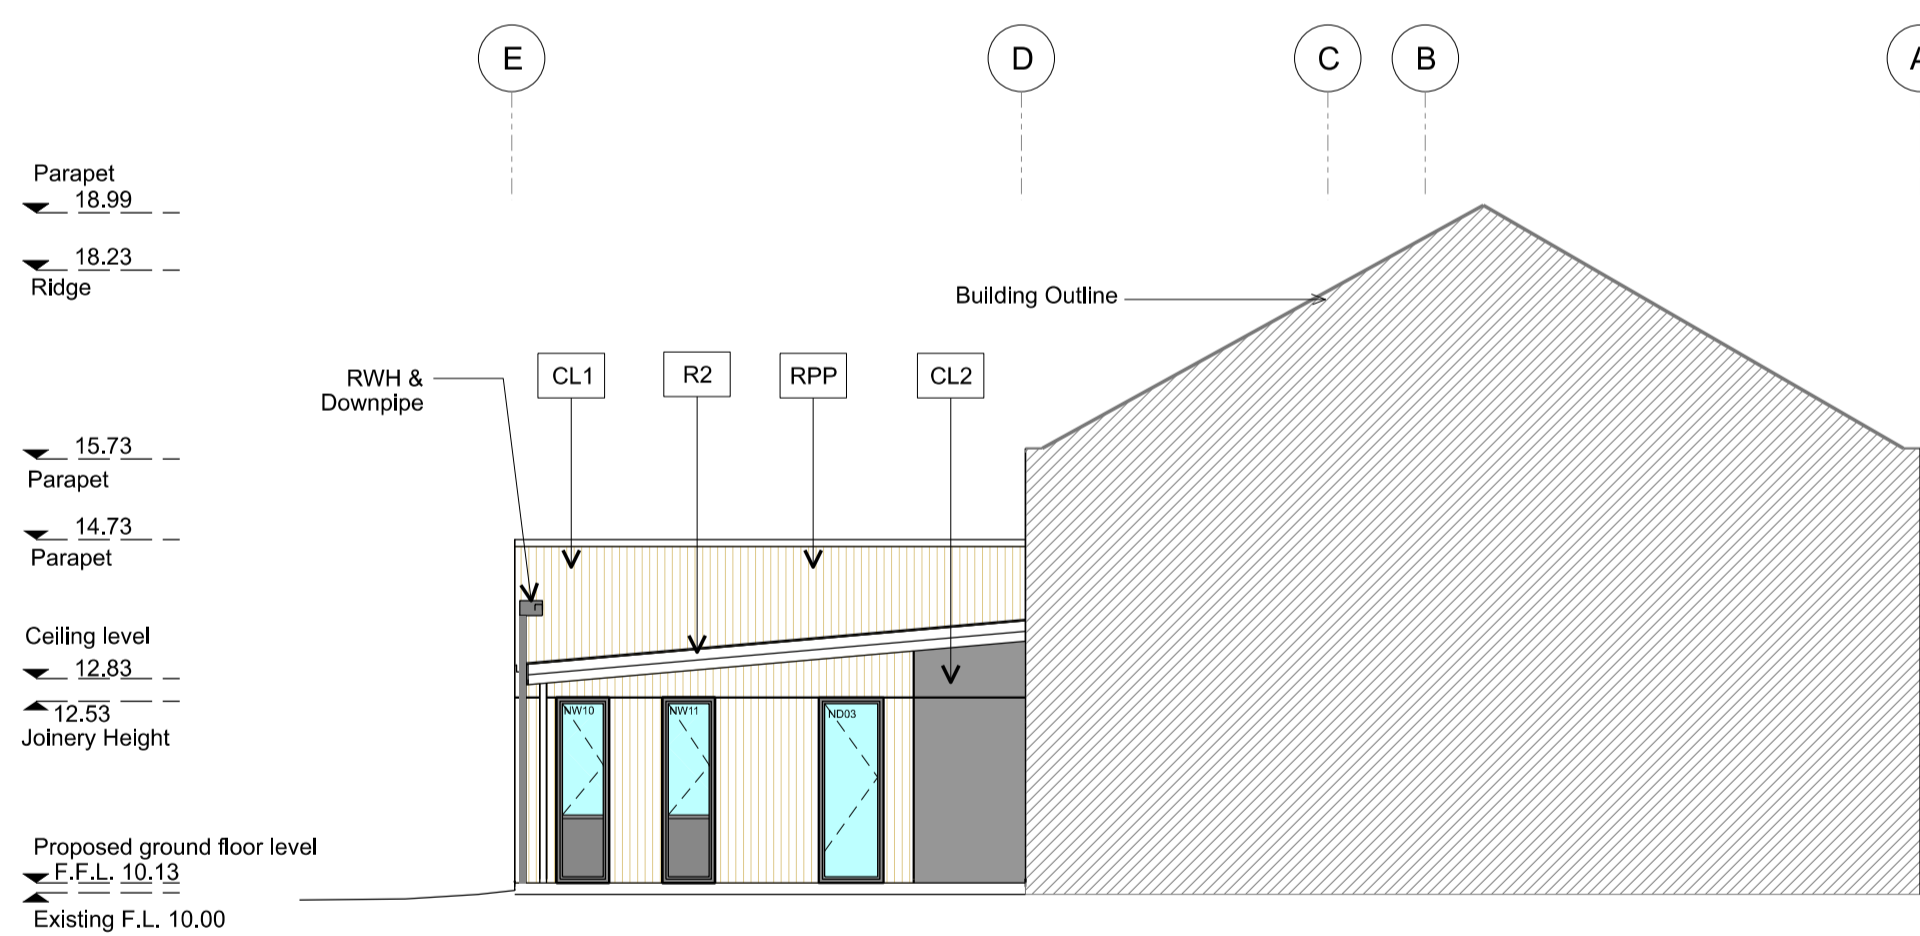 E
D
C
B
A
Parapet
18.99
18.23
Ridge
Building Outline
RWH &
Downpipe
CL1
R2
RPP
CL2
15.73
Parapet
14.73
Parapet
Ceiling level
12.83
12.53
Joinery Height
NW10
NW11
ND03
Proposed ground floor level
F.F.L. 10.13
Existing F.L. 10.00